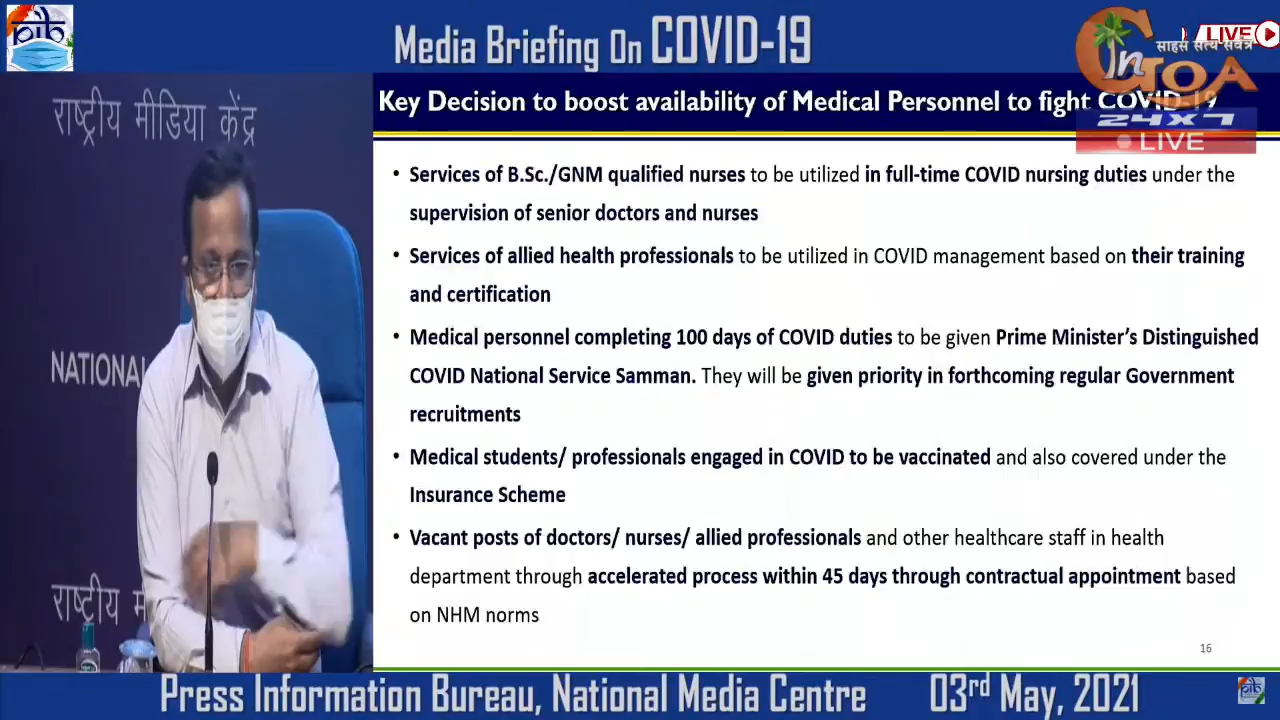 pib
Media Briefing On COVID-19
LIVE
साहस सत्य सर्वत्र
In GOA
24X7
LIVE
राष्ट्रीय मीडिया केंद्र
NATIONAL
राष्ट्रीय म
Key Decision to boost availability of Medical Personnel to fight COVID-19
• Services of B.Sc./GNM qualified nurses to be utilized in full-time COVID nursing duties under the
supervision of senior doctors and nurses
• Services of allied health professionals to be utilized in COVID management based on their training
and certification
• Medical personnel completing 100 days of COVID duties to be given Prime Minister’s Distinguished
COVID National Service Samman. They will be given priority in forthcoming regular Government
recruitments
• Medical students/ professionals engaged in COVID to be vaccinated and also covered under the
Insurance Scheme
• Vacant posts of doctors/ nurses/ allied professionals and other healthcare staff in health
department through accelerated process within 45 days through contractual appointment based
on NHM norms
16
Press Information Bureau, National Media Centre 03rd May, 2021
pib